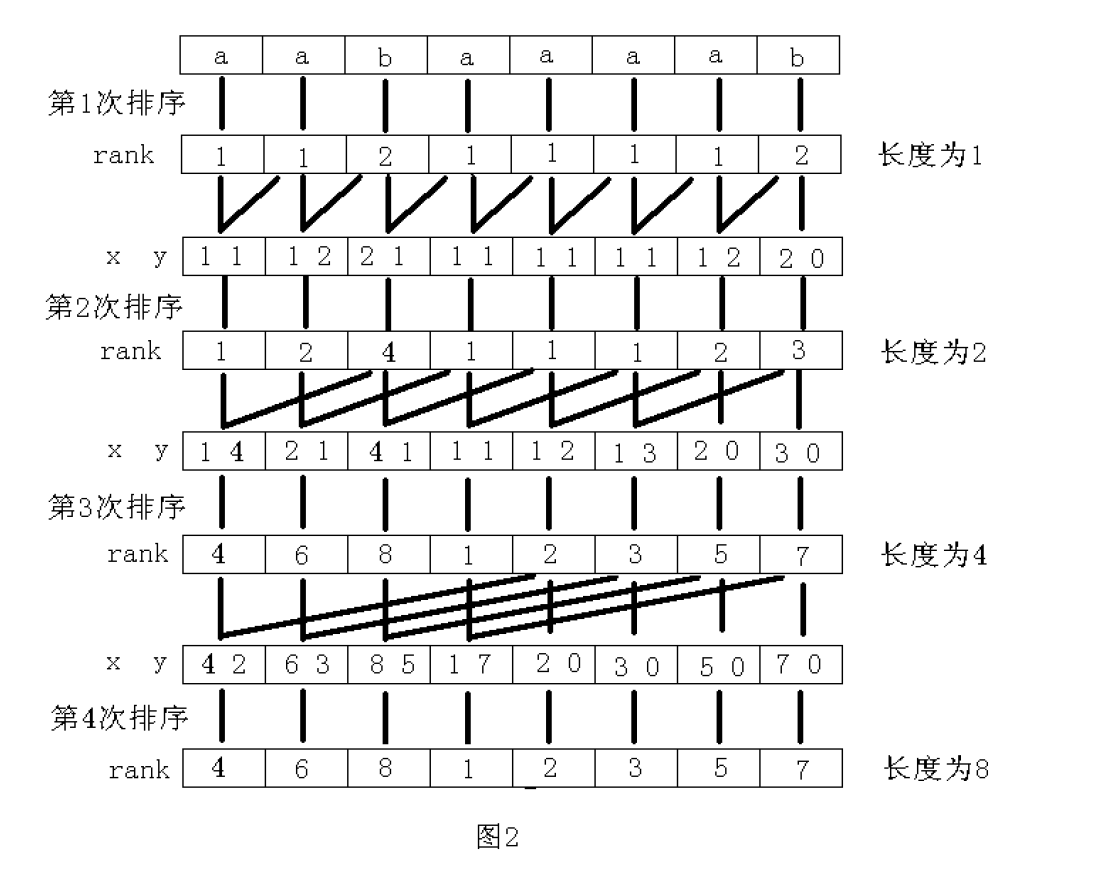 a a b a a a a b
第1次排序
rank 1 1 2 1 1 1 1 2 长度为1
x y 1 1 1 2 2 1 1 1 1 1 1 1 1 2 2 0
第2次排序
rank 1 2 4 1 1 1 2 3 长度为2
x y 1 4 2 1 4 1 1 1 1 2 1 3 2 0 3 0
第3次排序
rank 4 6 8 1 2 3 5 7 长度为4
x y 4 2 6 3 8 5 1 7 2 0 3 0 5 0 7 0
第4次排序
rank 4 6 8 1 2 3 5 7 长度为8
图2